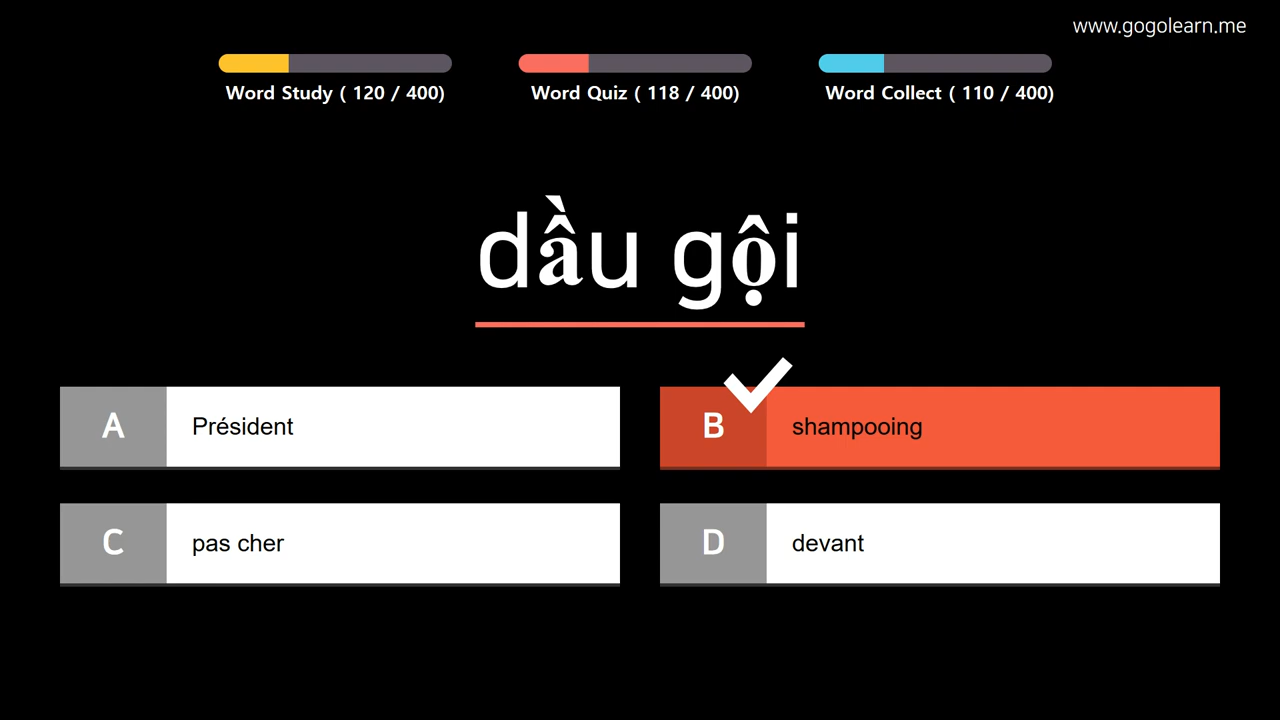 www.gogolearn.me
Word Study ( 120 / 400)
Word Quiz ( 118 / 400)
Word Collect ( 110 / 400)
dầu gội
A Président
B shampooing
C pas cher
D devant